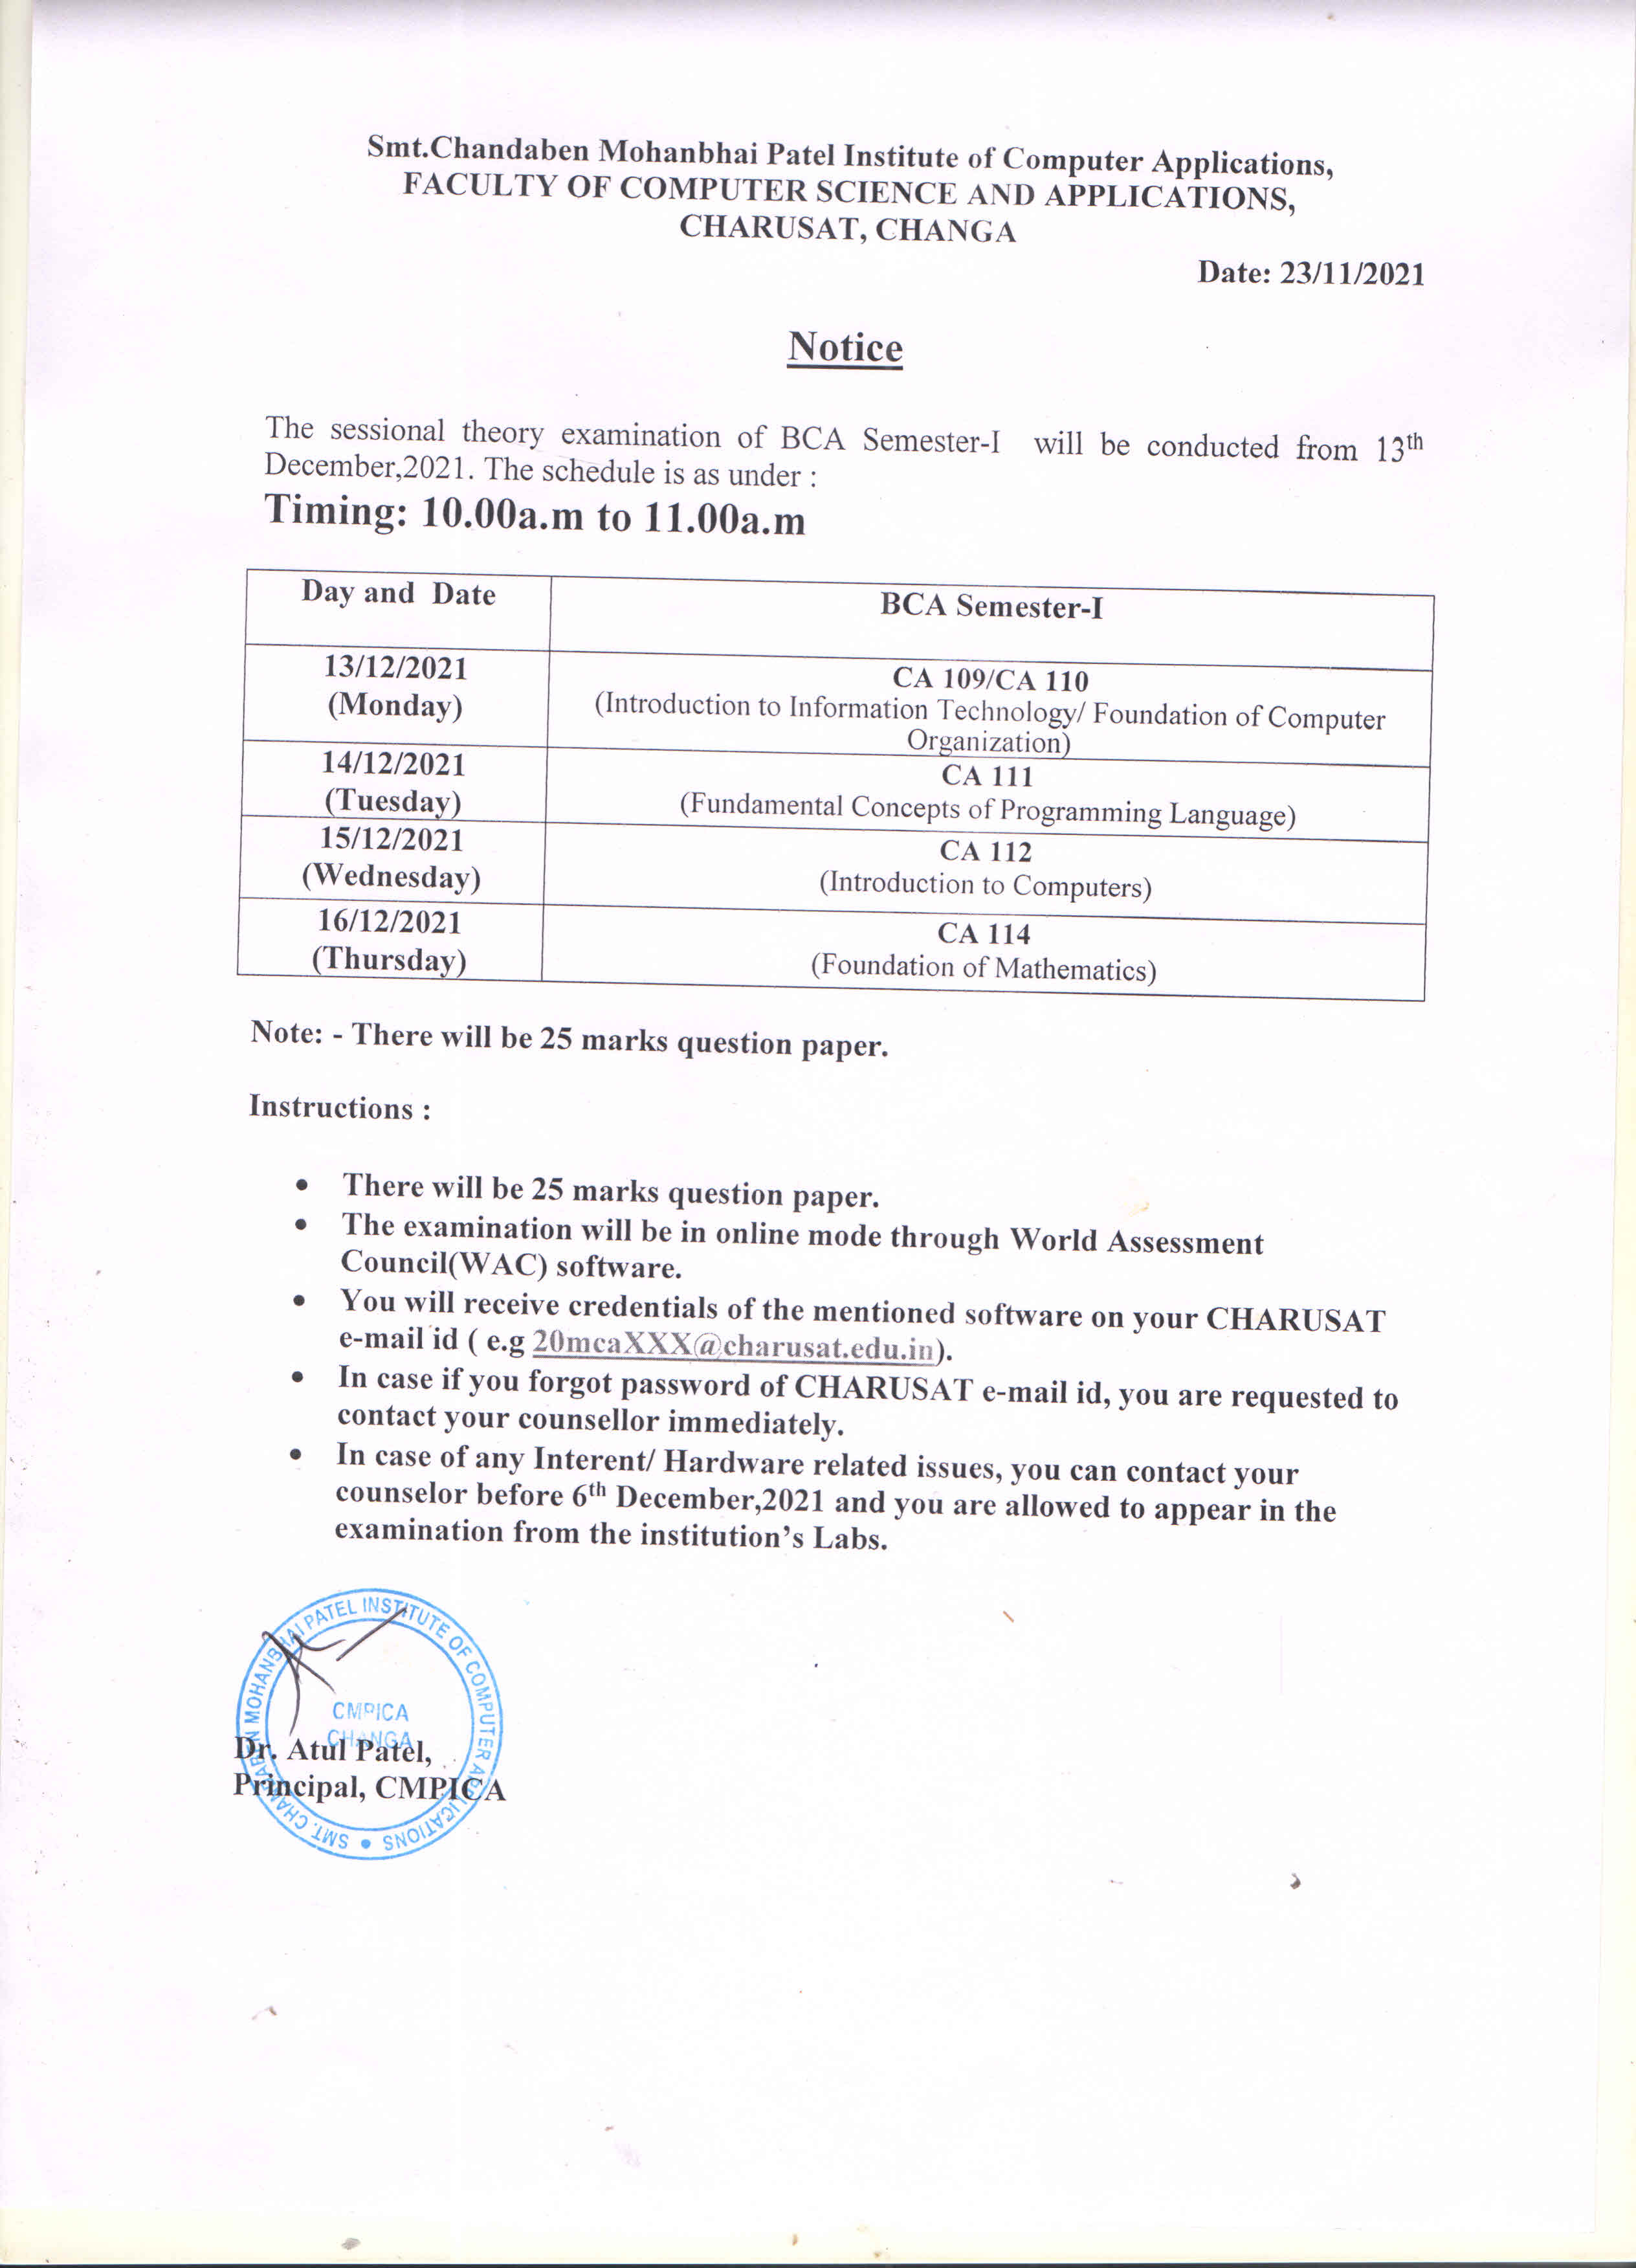 Smt.Chandaben Mohanbhai Patel Institute of Computer Applications,
FACULTY OF COMPUTER SCIENCE AND APPLICATIONS,
CHARUSAT, CHANGA
Date: 23/11/2021
Notice
The sessional theory examination of BCA Semester-I will be conducted from 13th
December,2021. The schedule is as under :
Timing: 10.00a.m to 11.00a.m
Day and Date
BCA Semester-I
13/12/2021
(Monday)
CA 109/CA 110
(Introduction to Information Technology/ Foundation of Computer
Organization)
14/12/2021
(Tuesday)
CA 111
(Fundamental Concepts of Programming Language)
15/12/2021
(Wednesday)
CA 112
(Introduction to Computers)
16/12/2021
(Thursday)
CA 114
(Foundation of Mathematics)
Note: - There will be 25 marks question paper.
Instructions :
• There will be 25 marks question paper.
• The examination will be in online mode through World Assessment
Council(WAC) software.
• You will receive credentials of the mentioned software on your CHARUSAT
e-mail id ( e.g 20mcaXXX@charusat.edu.in).
• In case if you forgot password of CHARUSAT e-mail id, you are requested to
contact your counsellor immediately.
• In case of any Interent/ Hardware related issues, you can contact your
counselor before 6th December,2021 and you are allowed to appear in the
examination from the institution's Labs.
SMT. CHANDABEN MOHANBHAI PATEL INSTITUTE OF COMPUTER APPLICATIONS
CMPICA
CHANGA
Dr. Atul Patel,
Principal, CMPICA